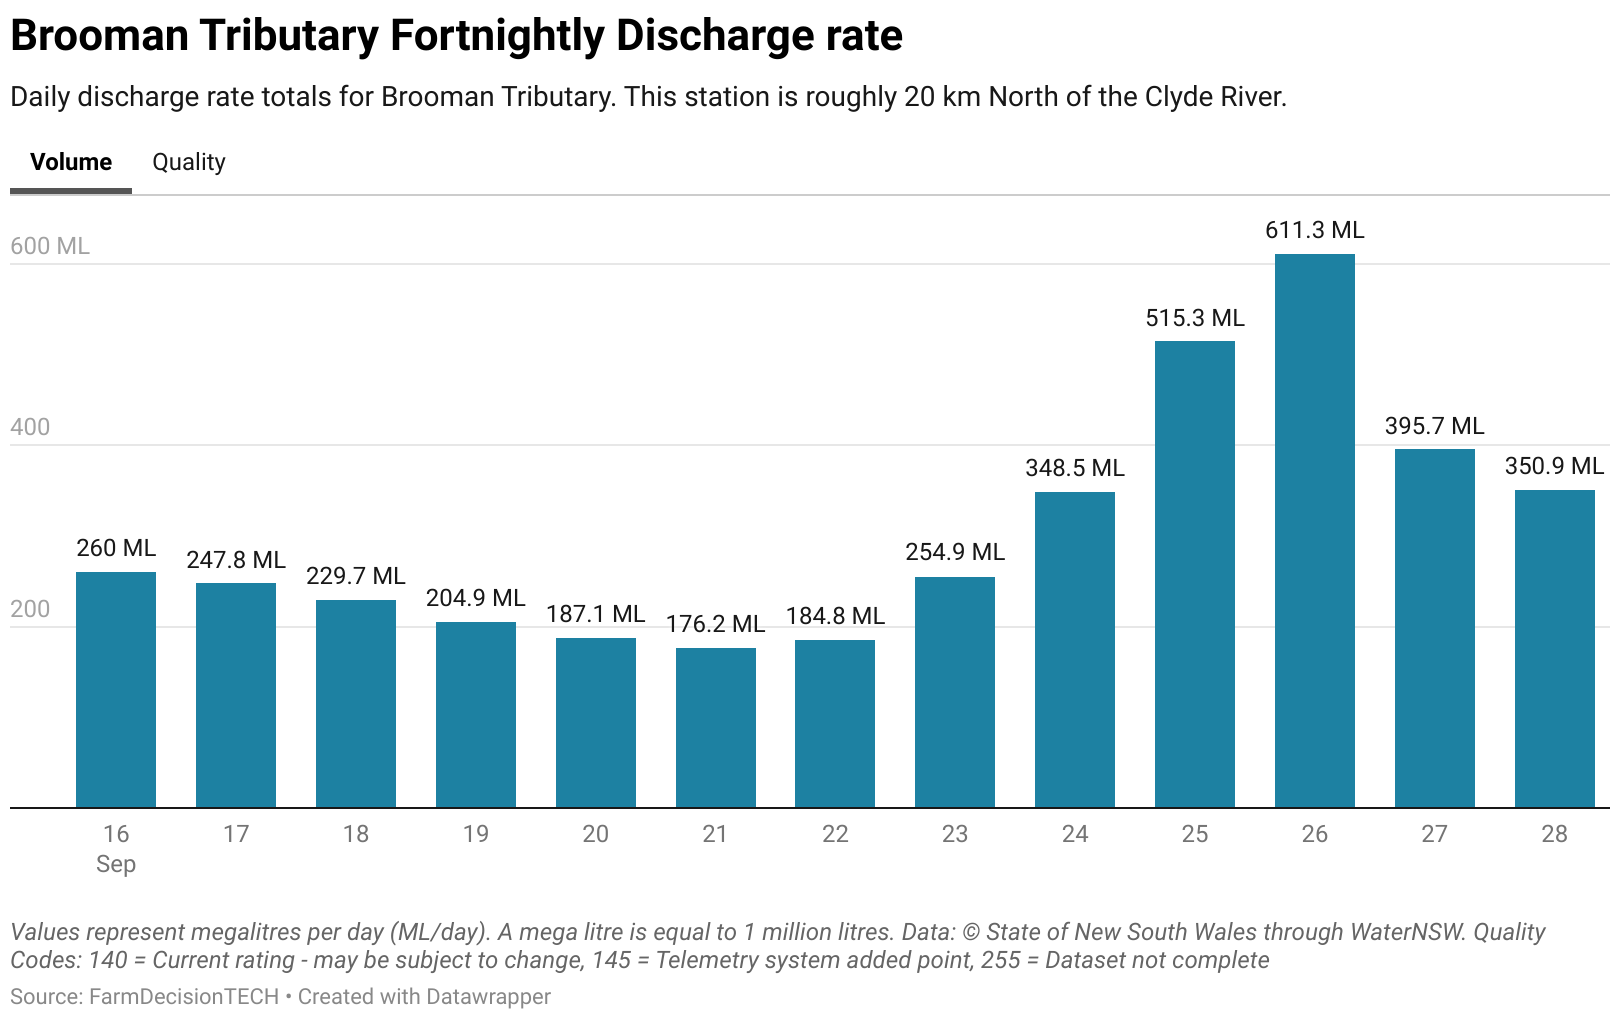 Brooman Tributary Fortnightly Discharge rate
Daily discharge rate totals for Brooman Tributary. This station is roughly 20 km North of the Clyde River.
Volume Quality
611.3 ML
600 ML
515.3 ML
400
395.7 ML
348.5 ML
350.9 ML
260 ML
247.8 ML
254.9 ML
229.7 ML
204.9 ML
200
187.1 ML
176.2 ML
184.8 ML
16 17 18 19 20 21 22 23 24 25 26 27 28
Sep
Values represent megalitres per day (ML/day). A mega litre is equal to 1 million litres. Data: © State of New South Wales through WaterNSW. Quality
Codes: 140 = Current rating - may be subject to change, 145 = Telemetry system added point, 255 = Dataset not complete
Source: FarmDecisionTECH • Created with Datawrapper